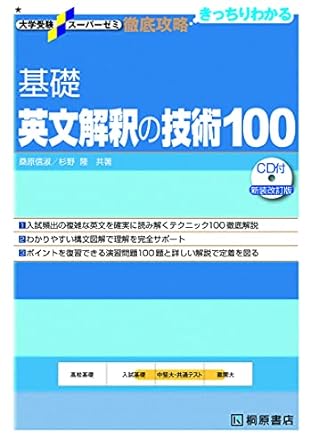 ★
大学受験 スーパーゼミ 徹底攻略 きっちりわかる
基礎
英文解釈の技術100
桑原信淑／杉野 隆 共著
CD付
新装改訂版
1 入試頻出の複雑な英文を確実に読み解くテクニック100徹底解説
2 わかりやすい構文図解で理解を完全サポート
3 ポイントを復習できる演習問題100題と詳しい解説で定着を図る
高校基礎 入試基礎 中堅大・共通テスト 難関大
桐原書店